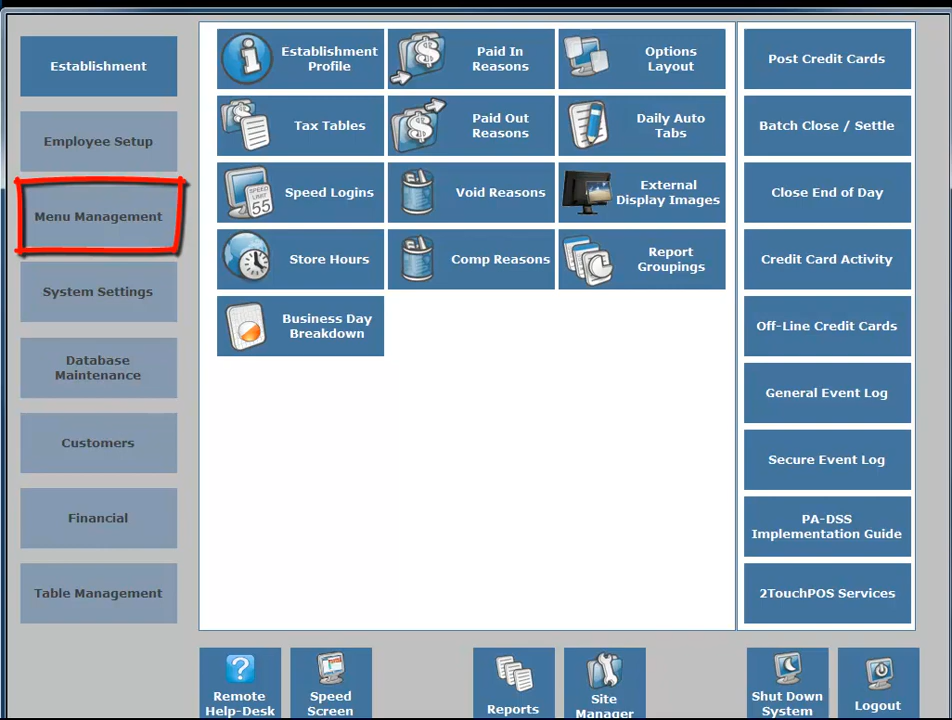 Establishment
Employee Setup
Menu Management
System Settings
Database
Maintenance
Customers
Financial
Table Management
Establishment
Profile
Paid In
Reasons
Options
Layout
Tax Tables
Paid Out
Reasons
Daily Auto
Tabs
SPEED
LIMIT
55
Speed Logins
Void Reasons
External
Display Images
Store Hours
Comp Reasons
Report
Groupings
Business Day
Breakdown
Post Credit Cards
Batch Close / Settle
Close End of Day
Credit Card Activity
Off-Line Credit Cards
General Event Log
Secure Event Log
PA-DSS
Implementation Guide
2TouchPOS Services
Remote
Help-Desk
Speed
Screen
Reports
Site
Manager
Shut Down
System
Logout